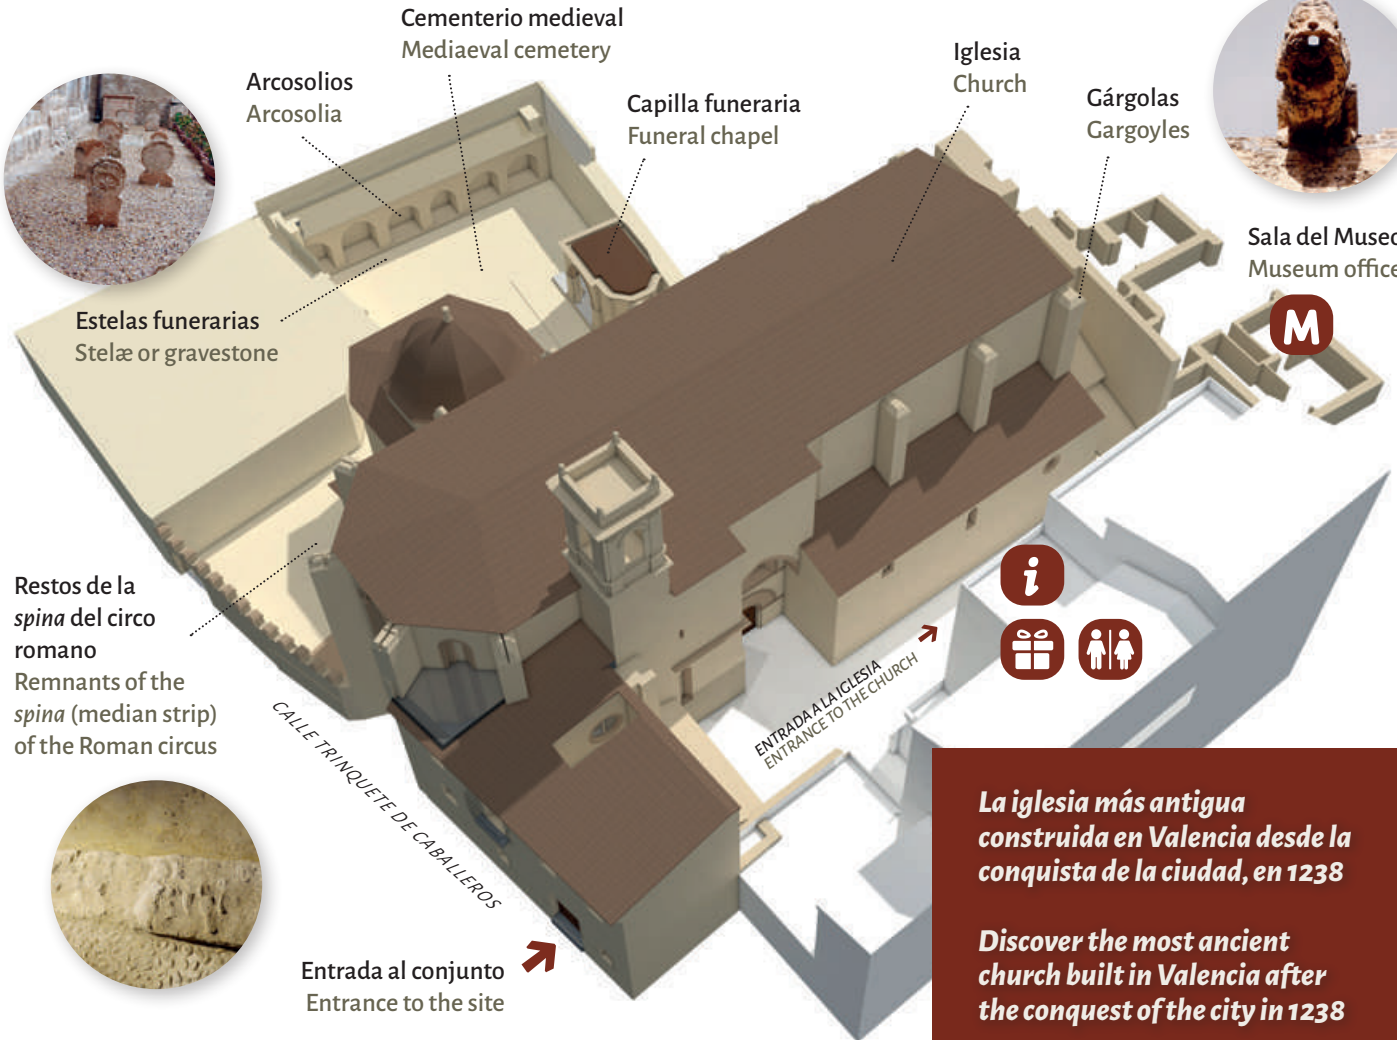 Cementerio medieval
Mediaeval cemetery
Arcosolios
Arcosolia
Capilla funeraria
Funeral chapel
Iglesia
Church
Gárgolas
Gargoyles
Sala del Museo
Museum office
M
Estelas funerarias
Stelæ or gravestone
Restos de la
spina del circo
romano
Remnants of the
spina (median strip)
of the Roman circus
i
ENTRADA A LA IGLESIA
ENTRANCE TO THE CHURCH
CALLE TRINQUETE DE CABALLEROS
Entrada al conjunto
Entrance to the site
La iglesia más antigua
construida en Valencia desde la
conquista de la ciudad, en 1238
Discover the most ancient
church built in Valencia after
the conquest of the city in 1238